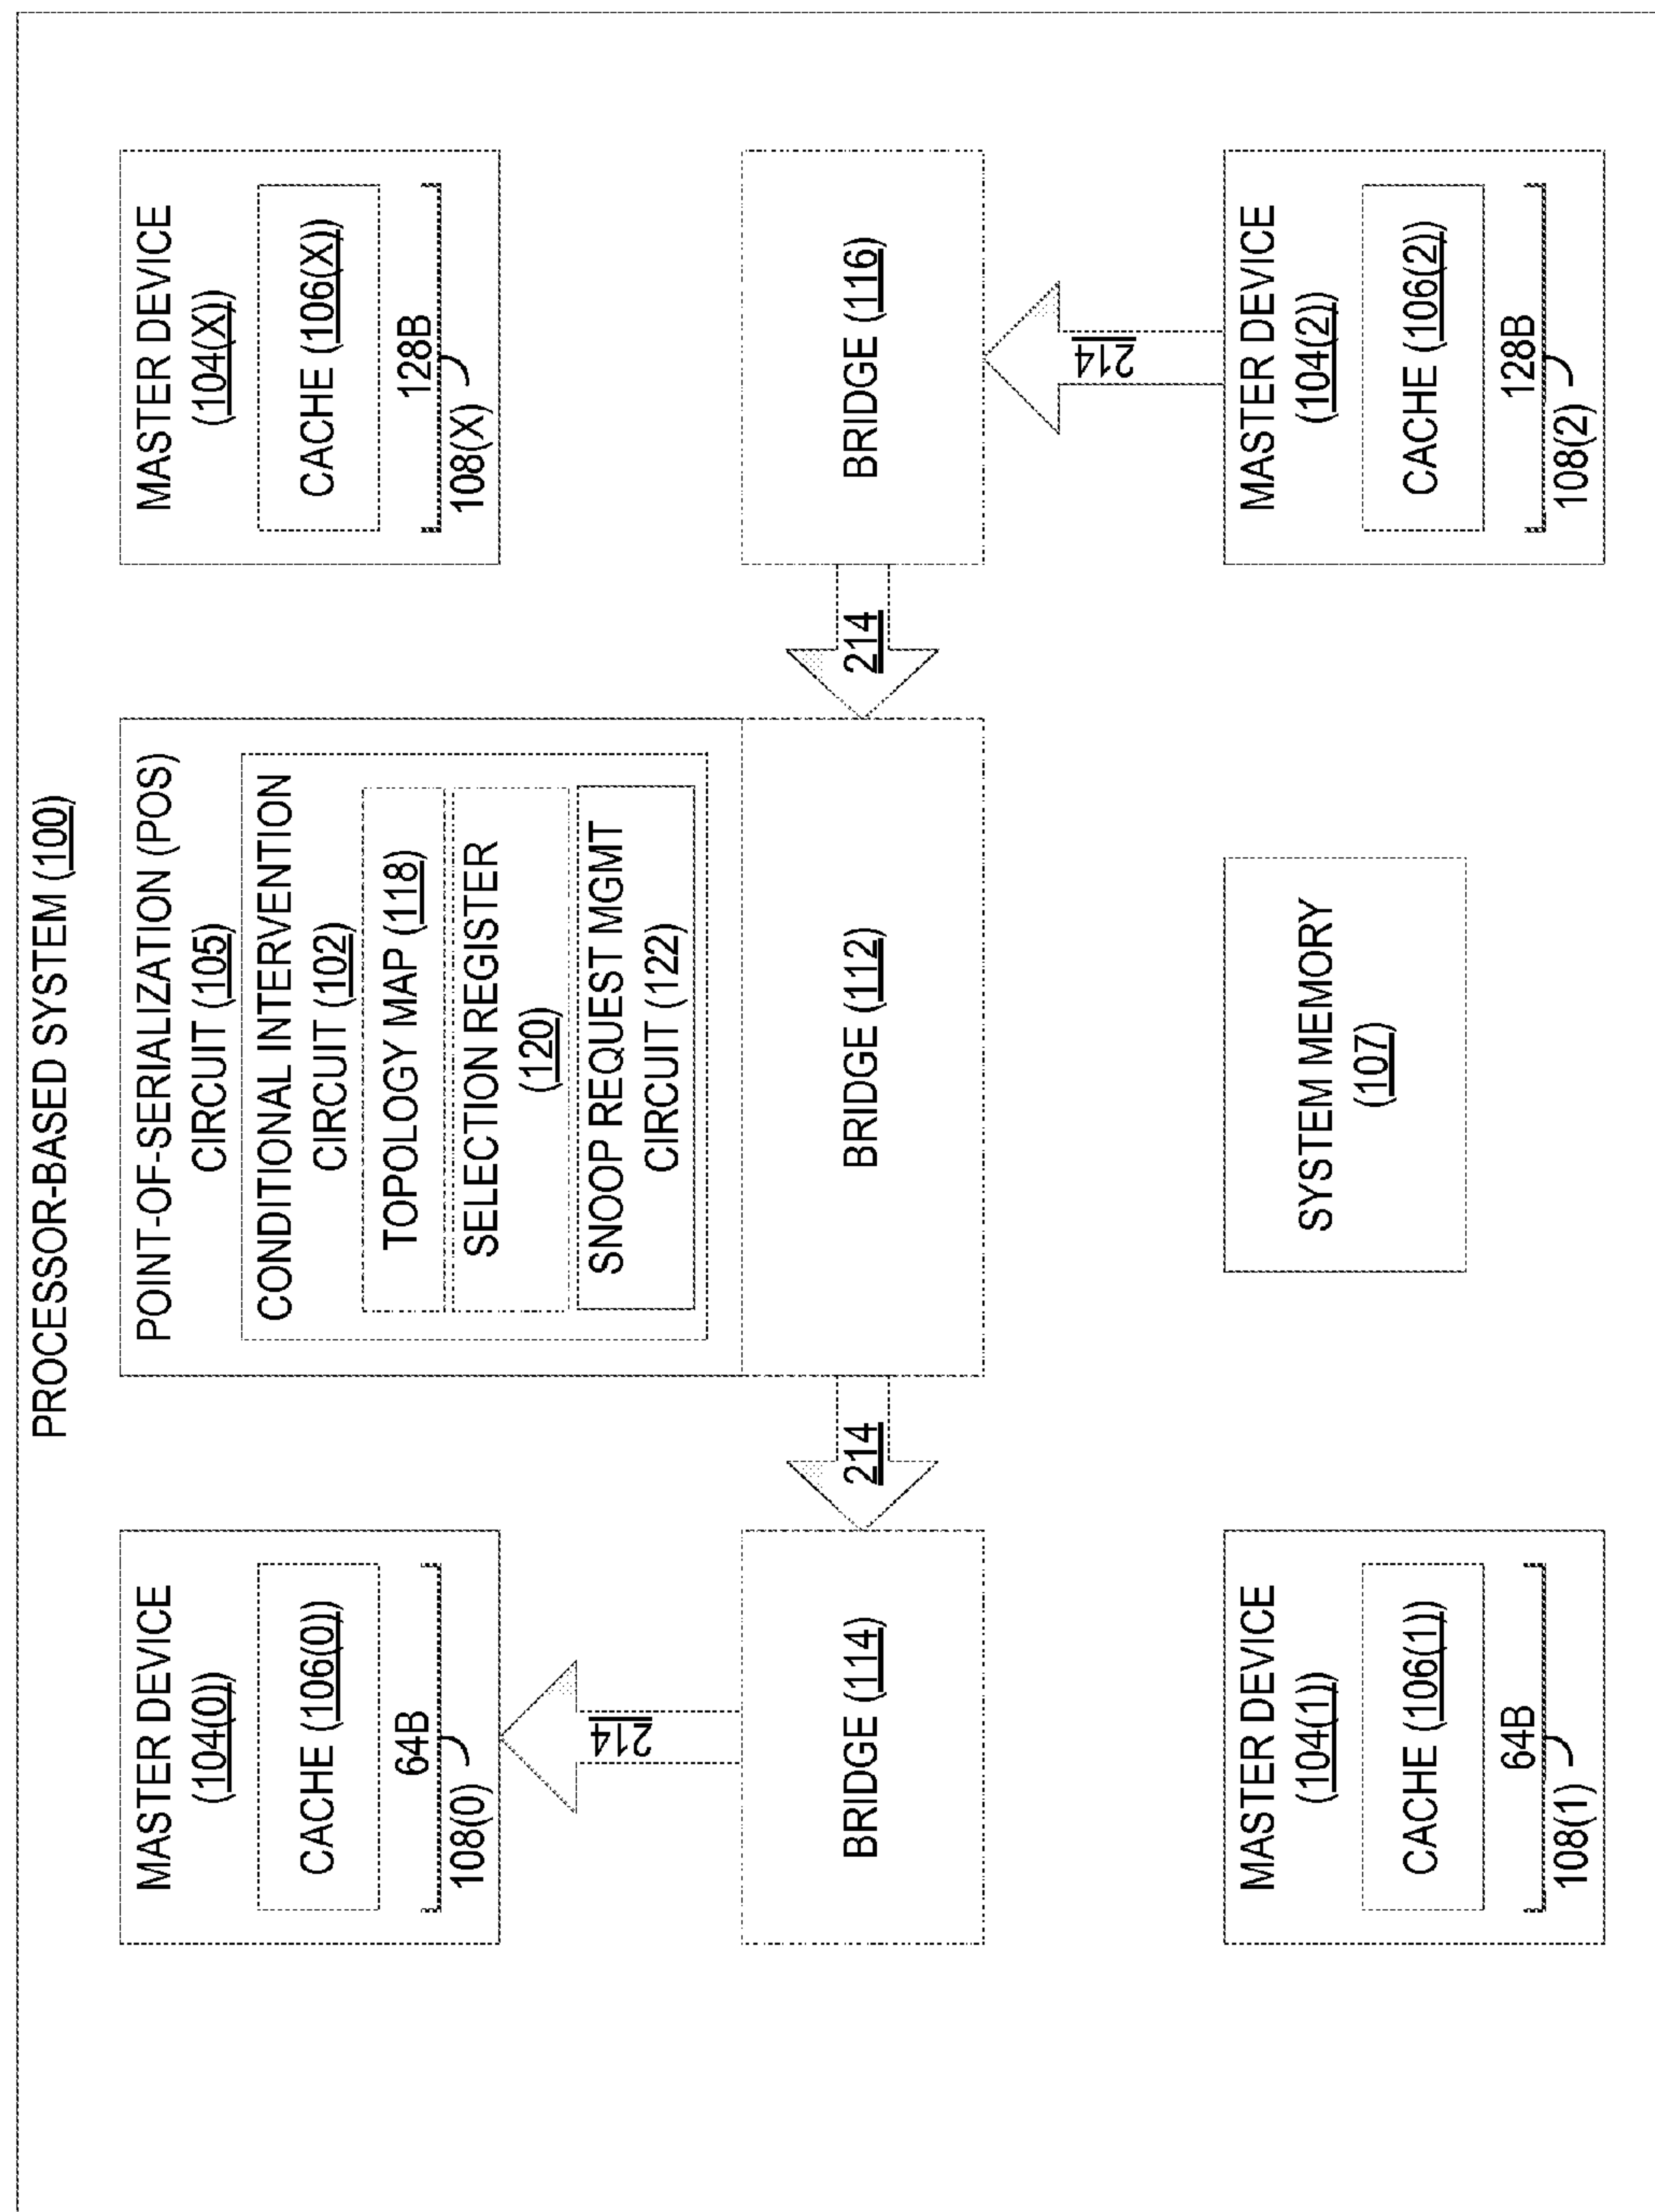 PROCESSOR-BASED SYSTEM (100)
MASTER DEVICE
(104(0))
CACHE (106(0))
64B
108(0)
POINT-OF-SERIALIZATION (POS)
CIRCUIT (105)
CONDITIONAL INTERVENTION
CIRCUIT (102)
TOPOLOGY MAP (118)
SELECTION REGISTER
(120)
SNOOP REQUEST MGMT
CIRCUIT (122)
MASTER DEVICE
(104(X))
CACHE (106(X))
128B
108(X)
214
BRIDGE (114)
214
BRIDGE (112)
214
BRIDGE (116)
214
MASTER DEVICE
(104(1))
CACHE (106(1))
64B
108(1)
SYSTEM MEMORY
(107)
MASTER DEVICE
(104(2))
CACHE (106(2))
128B
108(2)